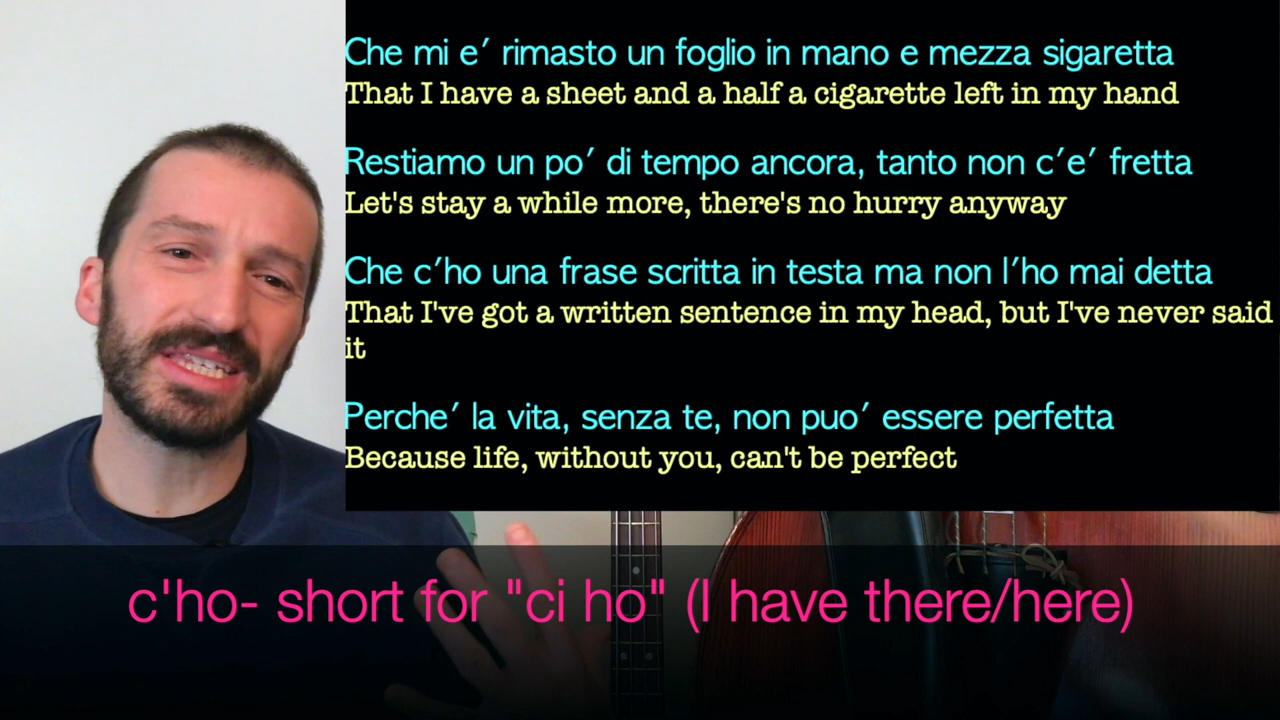 Che mi e′ rimasto un foglio in mano e mezza sigaretta
That I have a sheet and a half a cigarette left in my hand
Restiamo un po′ di tempo ancora, tanto non c′e′ fretta
Let's stay a while more, there's no hurry anyway
Che c′ho una frase scritta in testa ma non l′ho mai detta
That I've got a written sentence in my head, but I've never said
it
Perche′ la vita, senza te, non puo′ essere perfetta
Because life, without you, can't be perfect
c'ho- short for "ci ho" (I have there/here)